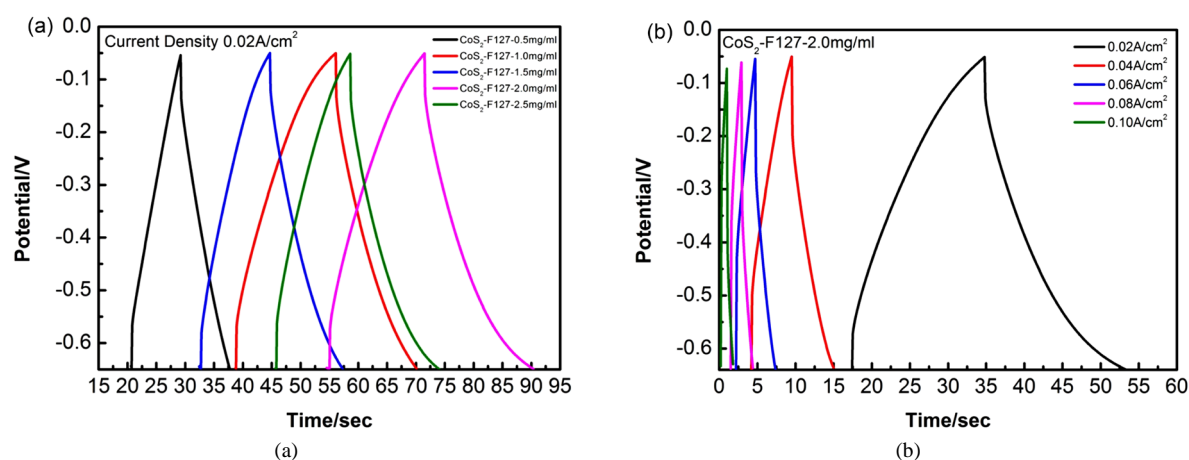 (a)
Current Density 0.02A/cm²
CoS₂-F127-0.5mg/ml
CoS₂-F127-1.0mg/ml
CoS₂-F127-1.5mg/ml
CoS₂-F127-2.0mg/ml
CoS₂-F127-2.5mg/ml
0.0
-0.1
-0.2
-0.3
-0.4
-0.5
-0.6
Potential/V
15 20 25 30 35 40 45 50 55 60 65 70 75 80 85 90 95
Time/sec
(a)
(b)
CoS₂-F127-2.0mg/ml
0.02A/cm²
0.04A/cm²
0.06A/cm²
0.08A/cm²
0.10A/cm²
0.0
-0.1
-0.2
-0.3
-0.4
-0.5
-0.6
Potential/V
0 5 10 15 20 25 30 35 40 45 50 55 60
Time/sec
(b)